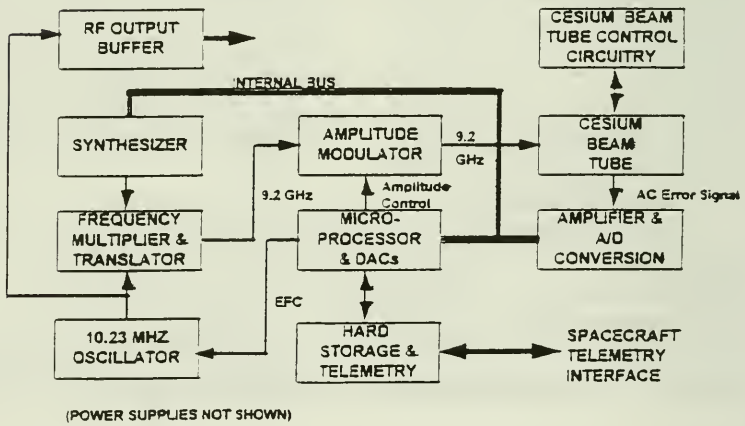 RF OUTPUT
BUFFER
CESIUM BEAM
TUBE CONTROL
CIRCUITRY
INTERNAL BUS
SYNTHESIZER
AMPLITUDE
MODULATOR
9.2
GHz
CESIUM
BEAM
TUBE
9.2 GHz
Amplitude
Control
AC Error Signal
FREQUENCY
MULTIPLIER &
TRANSLATOR
MICRO-
PROCESSOR
& DACs
AMPLIFIER &
A/D
CONVERSION
EFC
10.23 MHZ
OSCILLATOR
HARD
STORAGE &
TELEMETRY
SPACECRAFT
TELEMETRY
INTERFACE
(POWER SUPPLIES NOT SHOWN)